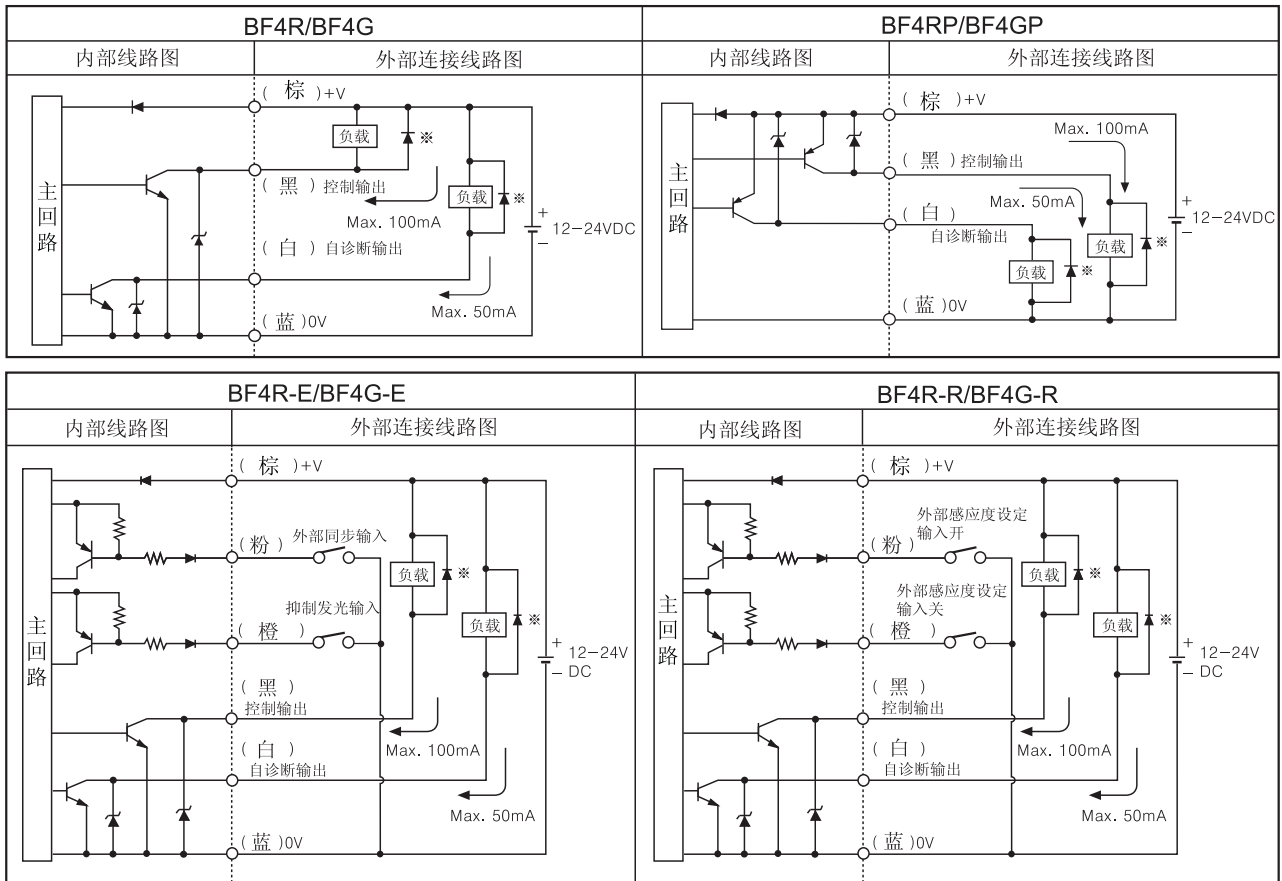 BF4R/BF4G
内部线路图
外部连接线路图
主回路
( 棕 )+V
负载
※
( 黑 ) 控制输出
Max. 100mA
负载
※
( 白 ) 自诊断输出
+
12-24VDC
−
Max. 50mA
( 蓝 )0V
BF4RP/BF4GP
内部线路图
外部连接线路图
主回路
( 棕 )+V
Max. 100mA
( 黑 ) 控制输出
Max. 50mA
( 白 )
自诊断输出
负载
※
负载
※
+
12-24VDC
−
( 蓝 )0V
BF4R-E/BF4G-E
内部线路图
外部连接线路图
主回路
( 棕 )+V
外部同步输入
( 粉 )
负载
※
抑制发光输入
( 橙 )
负载
※
+
12-24V
− DC
( 黑 )
控制输出
Max. 100mA
( 白 )
自诊断输出
Max. 50mA
( 蓝 )0V
BF4R-R/BF4G-R
内部线路图
外部连接线路图
主回路
( 棕 )+V
外部感应度设定
输入开
( 粉 )
负载
※
外部感应度设定
输入关
( 橙 )
负载
※
+
12-24V
− DC
( 黑 )
控制输出
Max. 100mA
( 白 )
自诊断输出
Max. 50mA
( 蓝 )0V